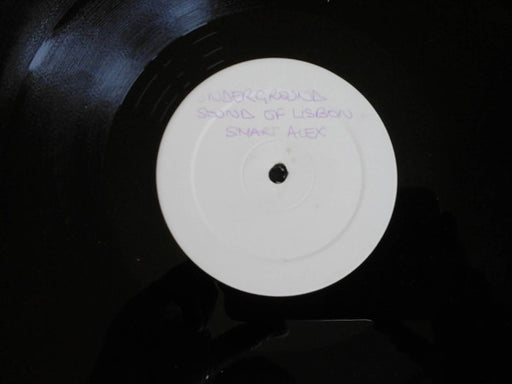 UNDERGROUND
SOUND OF LISBON
SMART ALEX